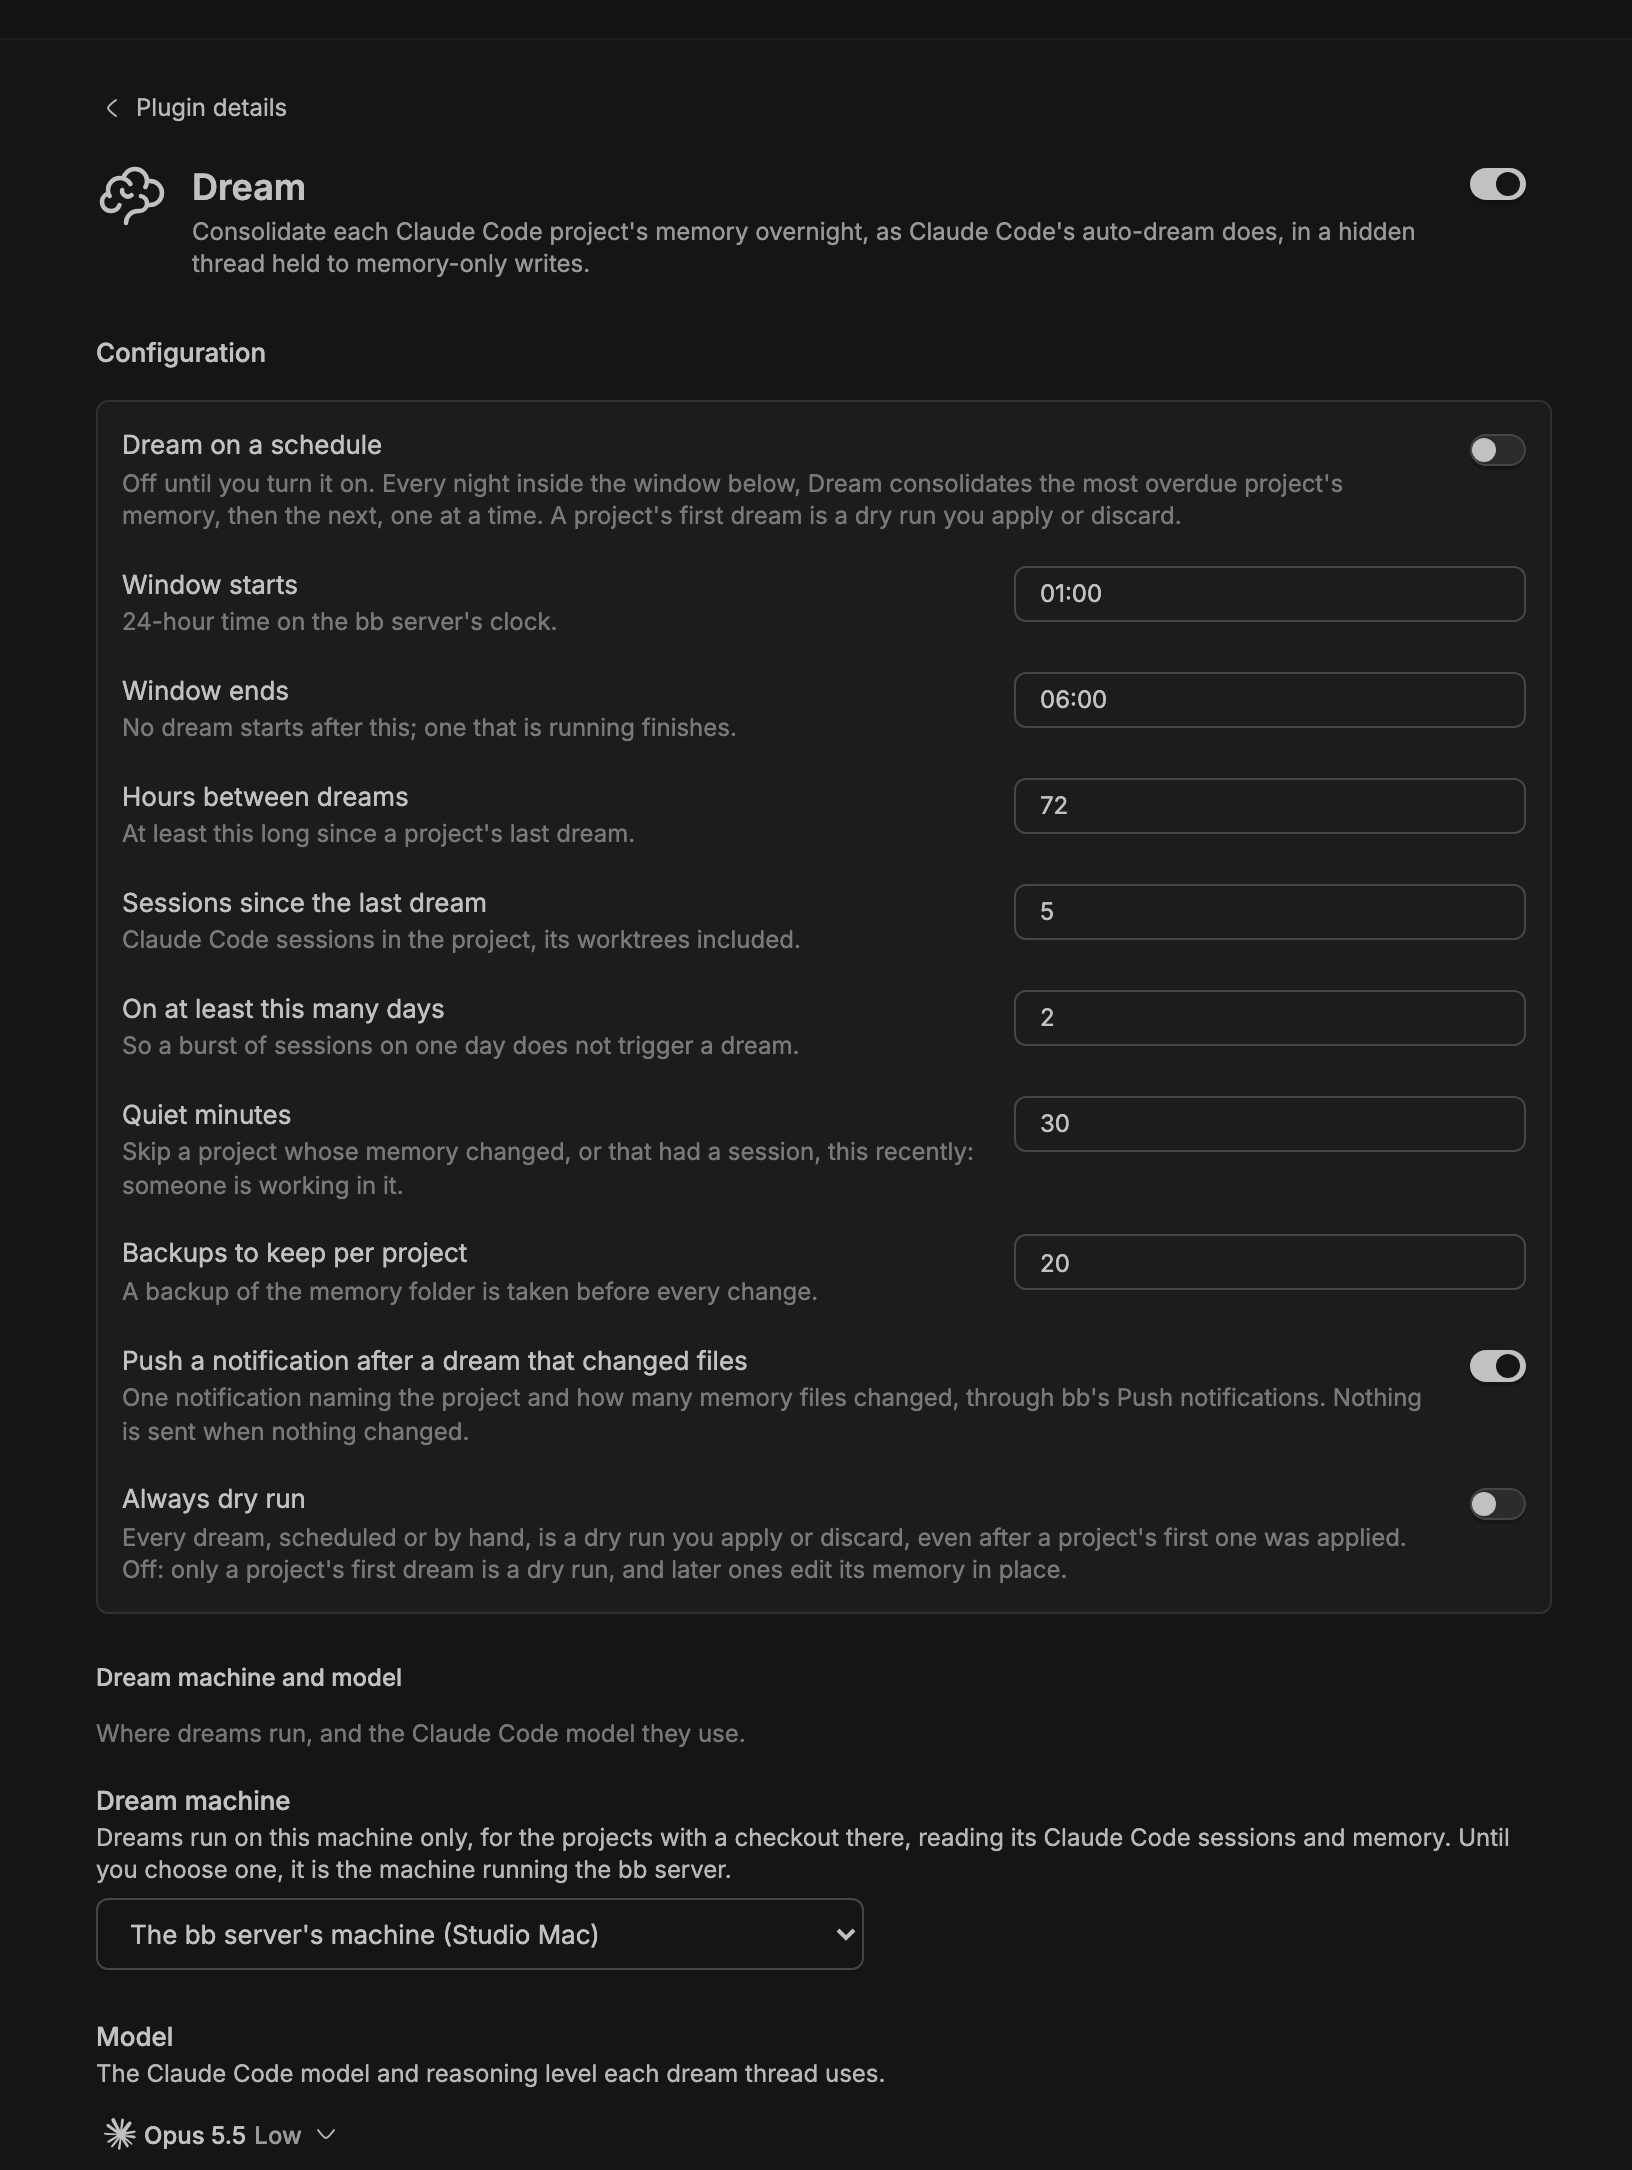 Plugin details
Dream
Consolidate each Claude Code project's memory overnight, as Claude Code's auto-dream does, in a hidden
thread held to memory-only writes.
Configuration
Dream on a schedule
Off until you turn it on. Every night inside the window below, Dream consolidates the most overdue project's
memory, then the next, one at a time. A project's first dream is a dry run you apply or discard.
Window starts
01:00
24-hour time on the bb server's clock.
Window ends
06:00
No dream starts after this; one that is running finishes.
Hours between dreams
72
At least this long since a project's last dream.
Sessions since the last dream
5
Claude Code sessions in the project, its worktrees included.
On at least this many days
2
So a burst of sessions on one day does not trigger a dream.
Quiet minutes
30
Skip a project whose memory changed, or that had a session, this recently:
someone is working in it.
Backups to keep per project
20
A backup of the memory folder is taken before every change.
Push a notification after a dream that changed files
One notification naming the project and how many memory files changed, through bb's Push notifications. Nothing
is sent when nothing changed.
Always dry run
Every dream, scheduled or by hand, is a dry run you apply or discard, even after a project's first one was applied.
Off: only a project's first dream is a dry run, and later ones edit its memory in place.
Dream machine and model
Where dreams run, and the Claude Code model they use.
Dream machine
Dreams run on this machine only, for the projects with a checkout there, reading its Claude Code sessions and memory. Until
you choose one, it is the machine running the bb server.
The bb server's machine (Studio Mac)
Model
The Claude Code model and reasoning level each dream thread uses.
Opus 5.5 Low